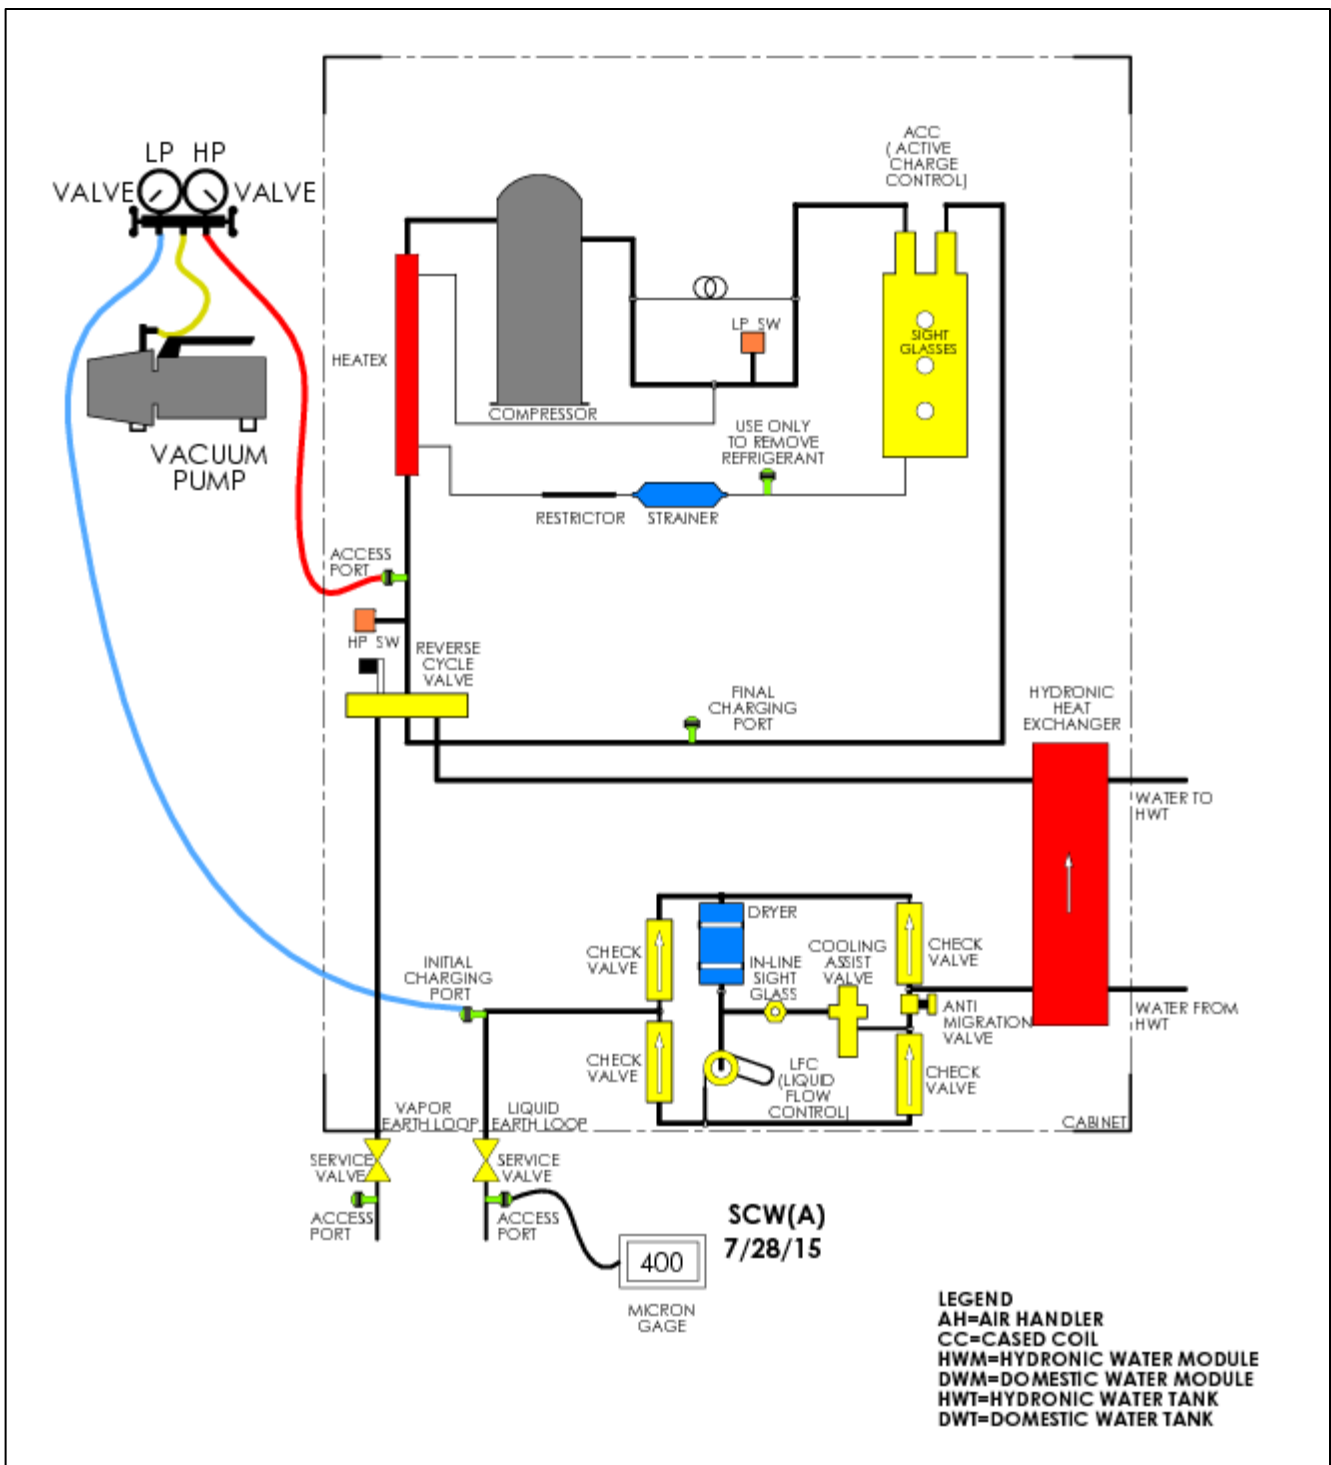 LP HP
VALVE VALVE
ACC
( ACTIVE
CHARGE
CONTROL)
SIGHT
GLASSES
LP SW
HEATEX
COMPRESSOR
USE ONLY
TO REMOVE
REFRIGERANT
VACUUM
PUMP
RESTRICTOR
STRAINER
ACCESS
PORT
HP SW
REVERSE
CYCLE
VALVE
FINAL
CHARGING
PORT
HYDRONIC
HEAT
EXCHANGER
WATER TO
HWT
DRYER
CHECK
VALVE
IN-LINE
SIGHT
GLASS
COOLING
ASSIST
VALVE
CHECK
VALVE
INITIAL
CHARGING
PORT
ANTI
MIGRATION
VALVE
WATER FROM
HWT
CHECK
VALVE
LFC
(LIQUID
FLOW
CONTROL)
CHECK
VALVE
VAPOR
EARTH LOOP
LIQUID
EARTH LOOP
CABINET
SERVICE
VALVE
SERVICE
VALVE
ACCESS
PORT
ACCESS
PORT
SCW(A)
7/28/15
400
MICRON
GAGE
LEGEND
AH=AIR HANDLER
CC=CASED COIL
HWM=HYDRONIC WATER MODULE
DWM=DOMESTIC WATER MODULE
HWT=HYDRONIC WATER TANK
DWT=DOMESTIC WATER TANK